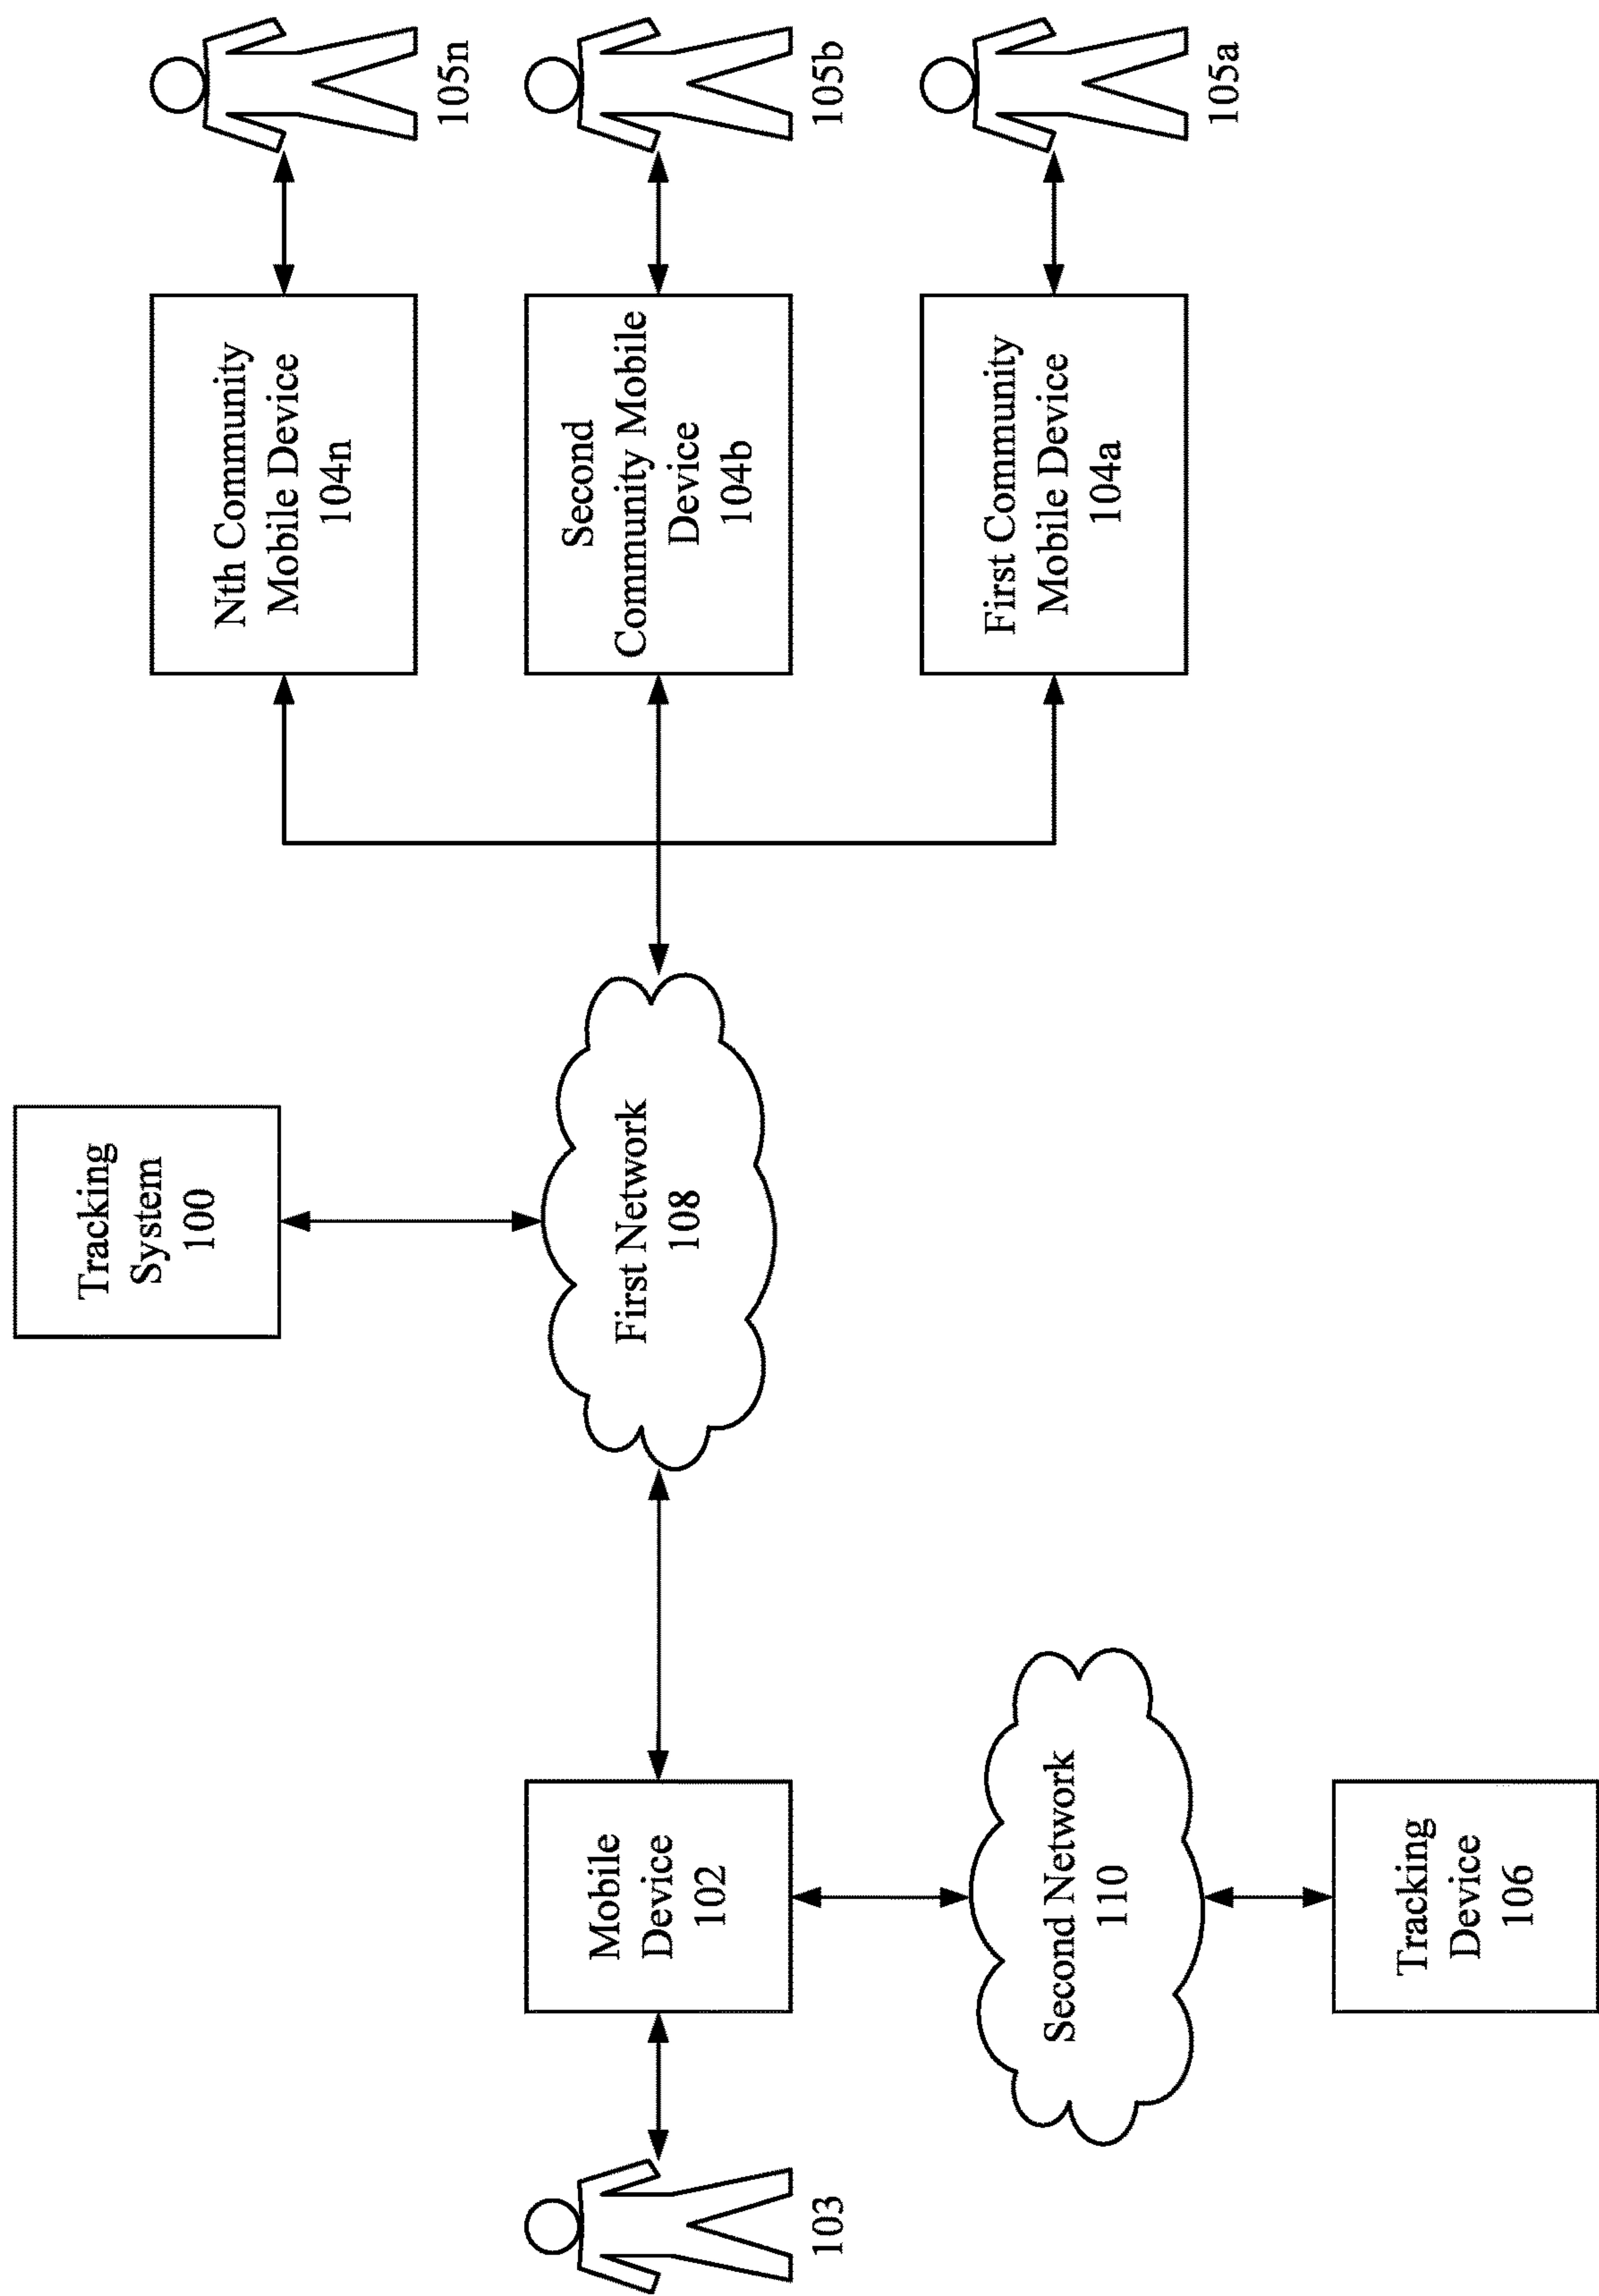 Tracking
System
100
Nth Community
Mobile Device
104n
105n
103
Mobile
Device
102
First Network
108
Second
Community Mobile
Device
104b
105b
Second Network
110
First Community
Mobile Device
104a
105a
Tracking
Device
106